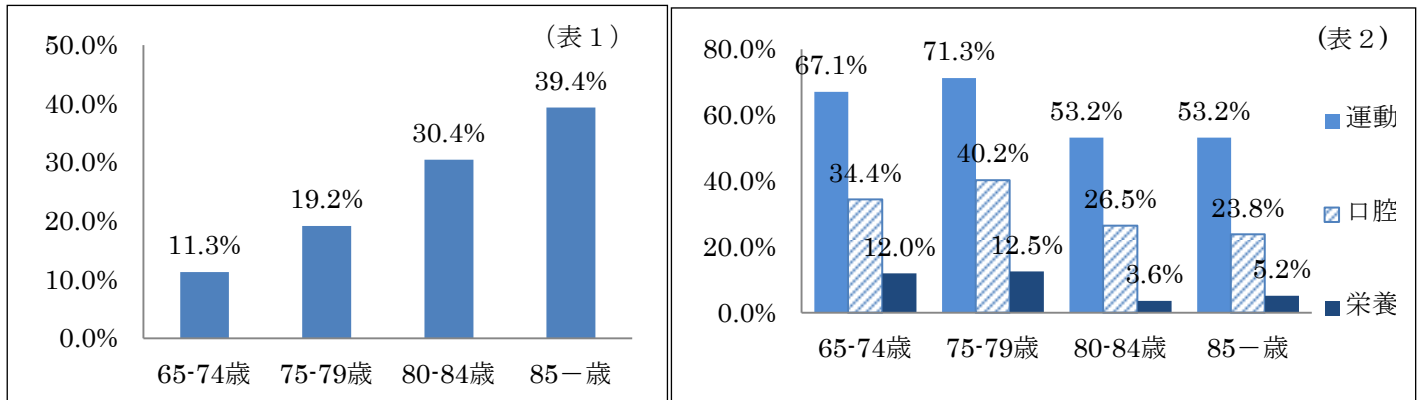 (表1)
50.0%
40.0%
30.0%
20.0%
10.0%
0.0%
11.3%
19.2%
30.4%
39.4%
65-74歳
75-79歳
80-84歳
85－歳
(表2)
80.0%
60.0%
40.0%
20.0%
0.0%
67.1%
34.4%
12.0%
71.3%
40.2%
12.5%
53.2%
26.5%
3.6%
53.2%
23.8%
5.2%
65-74歳
75-79歳
80-84歳
85－歳
運動
口腔
栄養